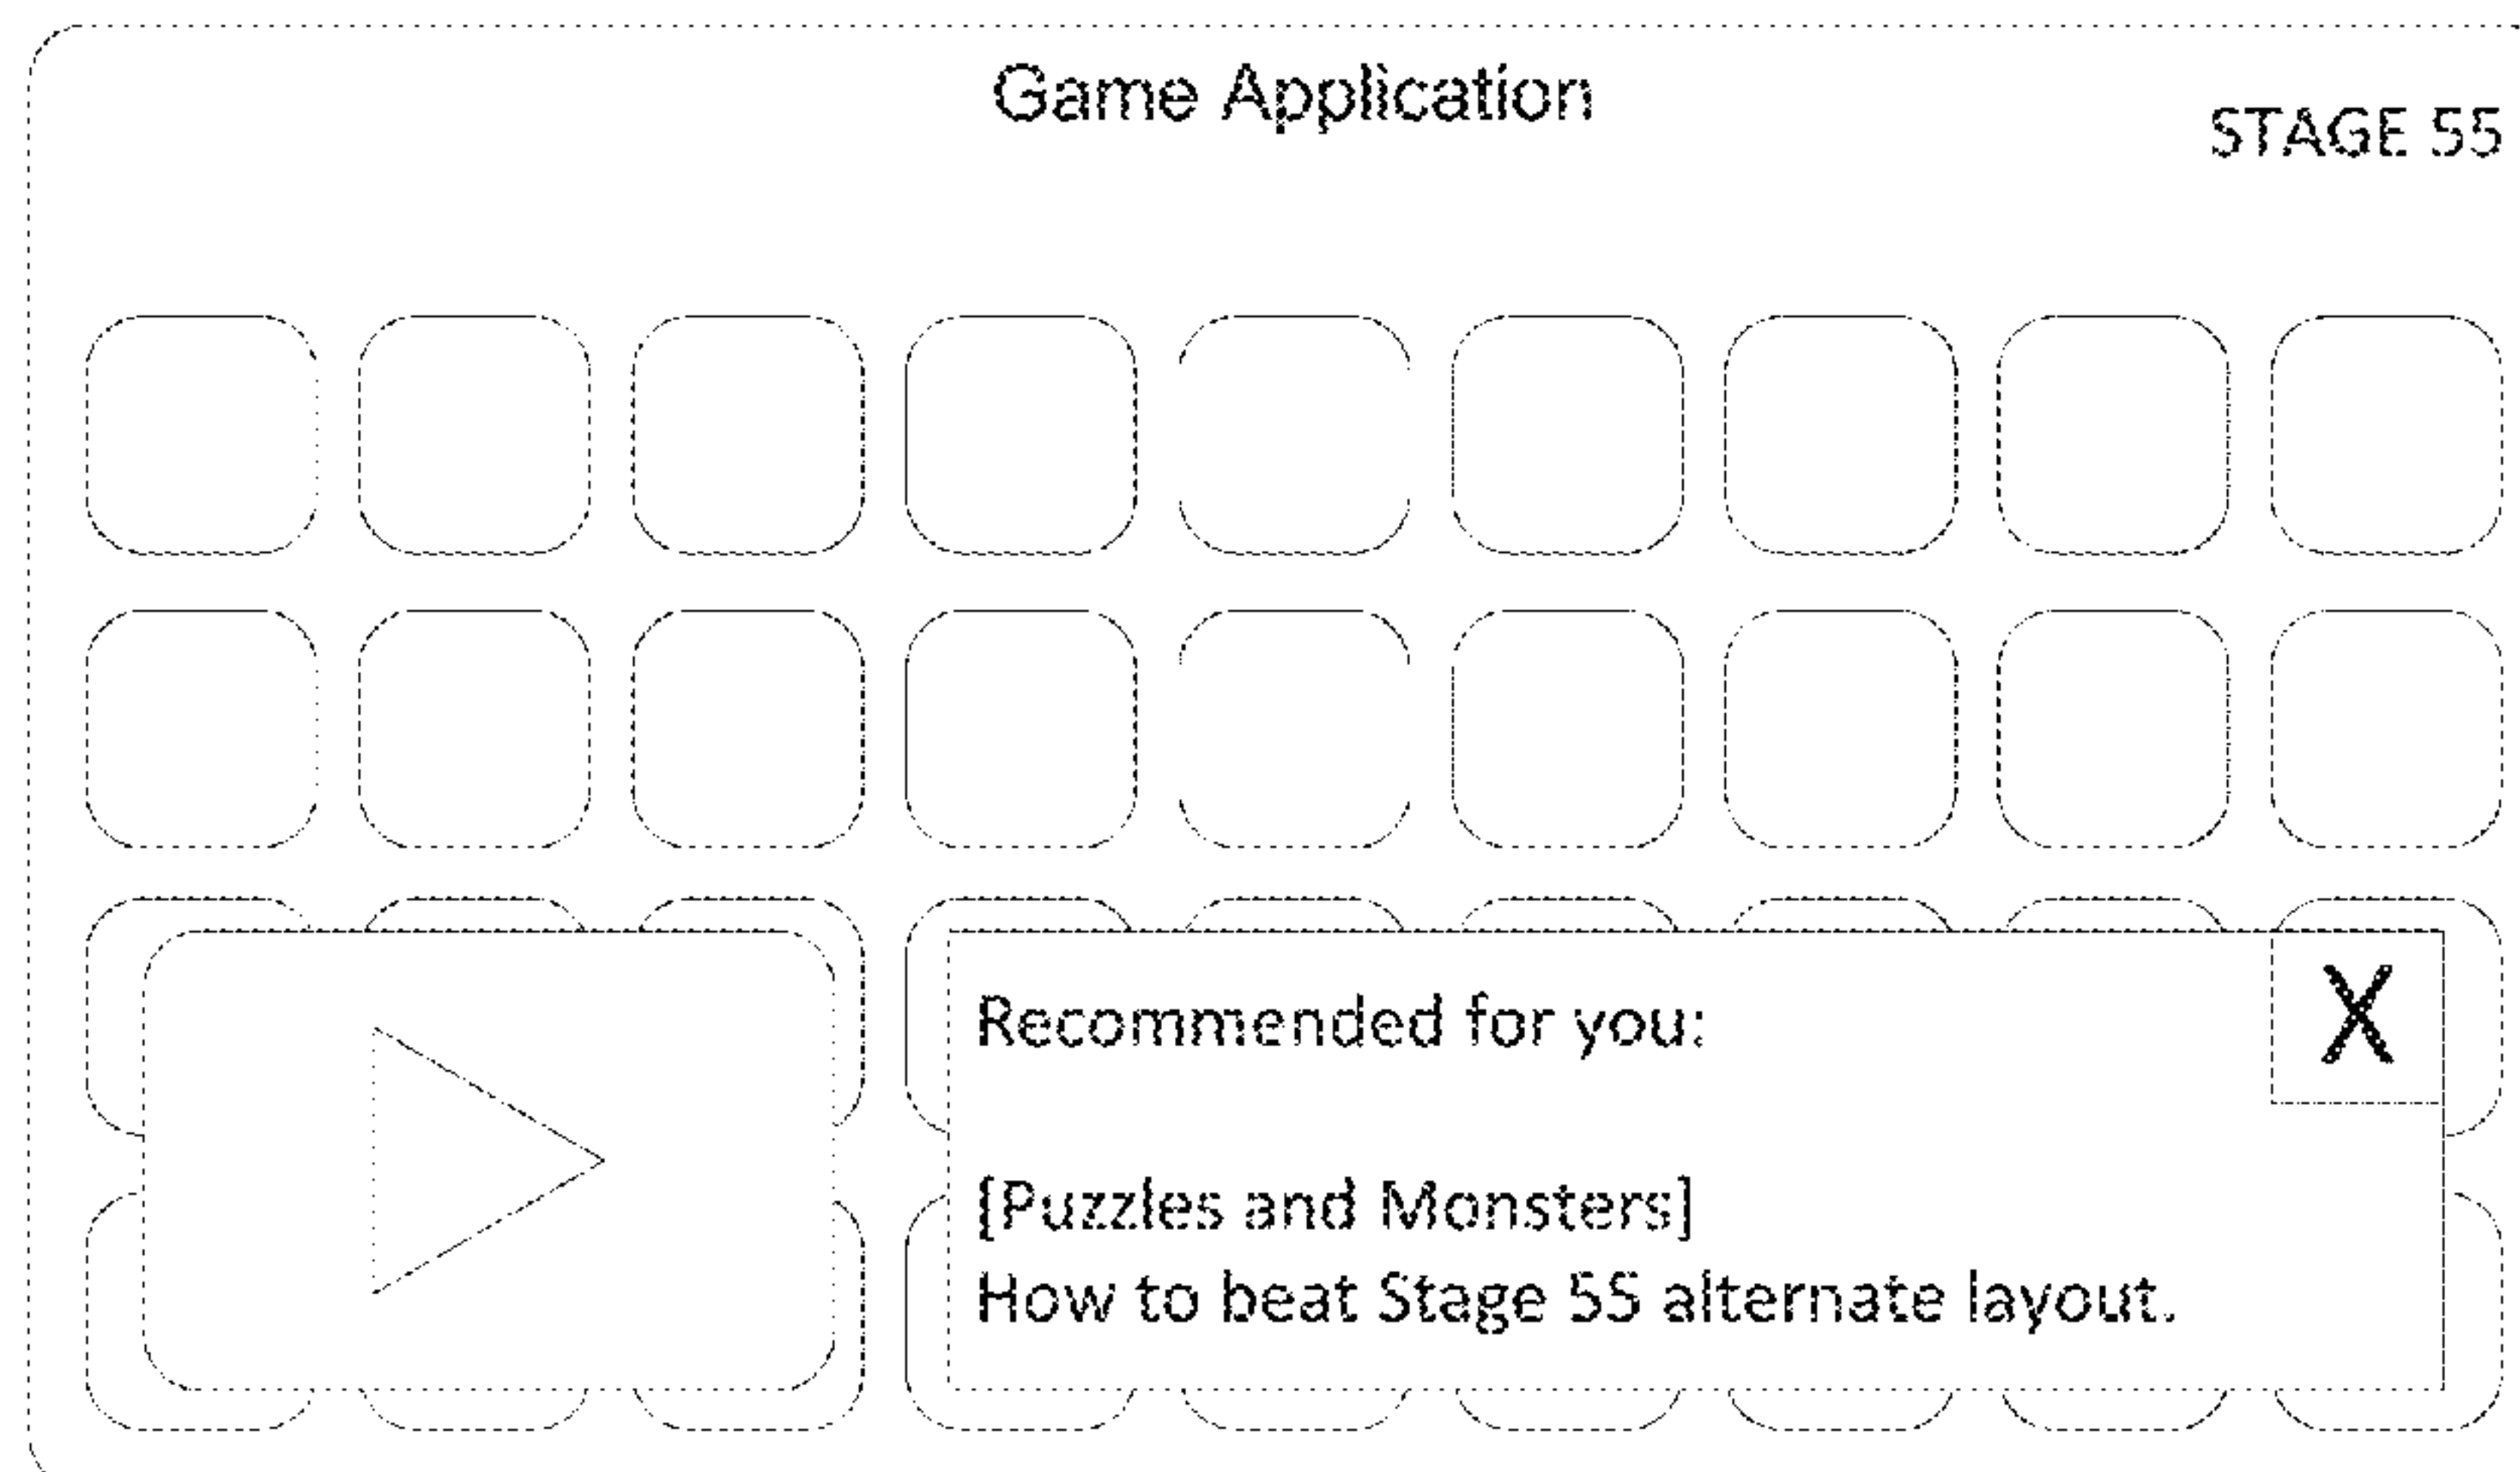 Game Application
STAGE 55
Recommended for you:
X
[Puzzles and Monsters]
How to beat Stage 55 alternate layout.